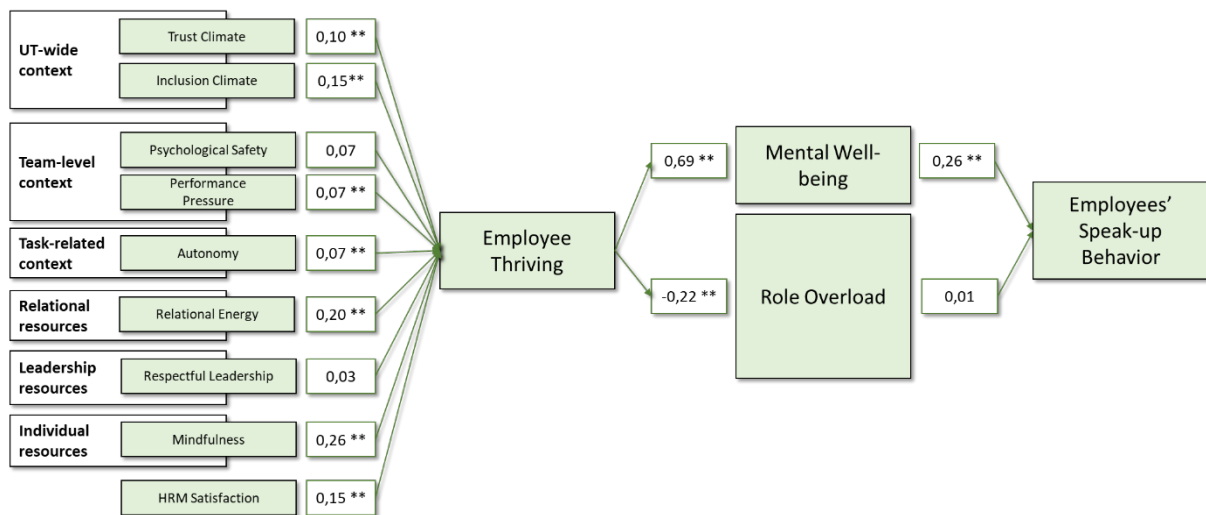 UT-wide
context
Trust Climate
0,10 **
Inclusion Climate
0,15**
Team-level
context
Psychological Safety
0,07
Performance
Pressure
0,07 **
Task-related
context
Autonomy
0,07 **
Relational
resources
Relational Energy
0,20 **
Leadership
resources
Respectful Leadership
0,03
Individual
resources
Mindfulness
0,26 **
HRM Satisfaction
0,15 **
Employee
Thriving
0,69 **
-0,22 **
Mental Well-
being
Role Overload
0,26 **
0,01
Employees'
Speak-up
Behavior